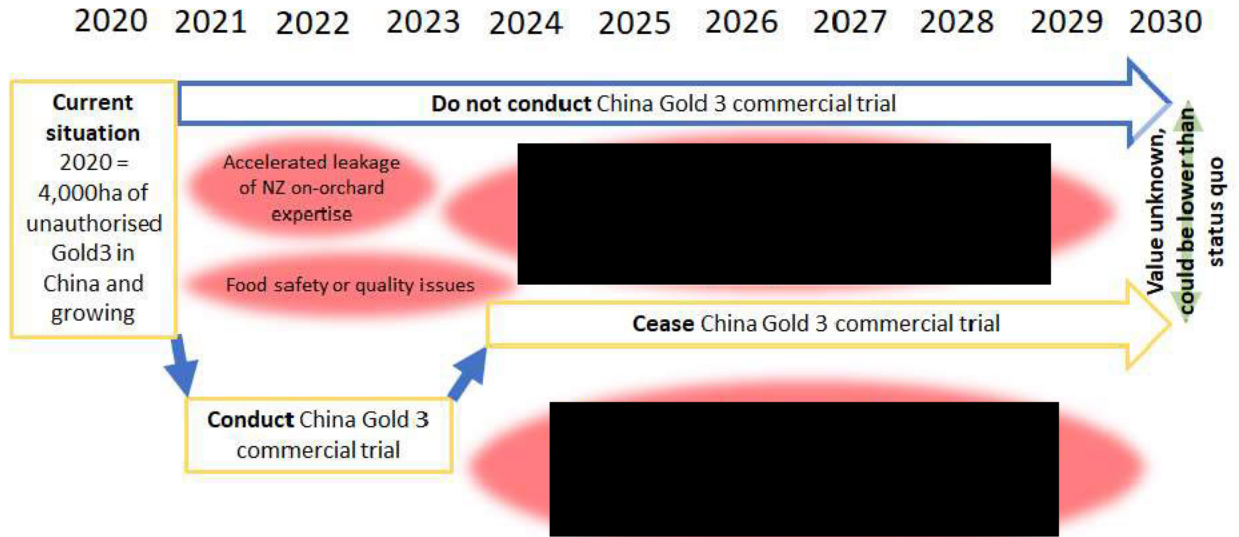 2020 2021 2022 2023 2024 2025 2026 2027 2028 2029 2030
Current
situation
2020 =
4,000ha of
unauthorised
Gold3 in
China and
growing
Do not conduct China Gold 3 commercial trial
Accelerated leakage
of NZ on-orchard
expertise
Food safety or quality issues
Cease China Gold 3 commercial trial
Conduct China Gold 3
commercial trial
Value unknown,
could be lower than
status quo